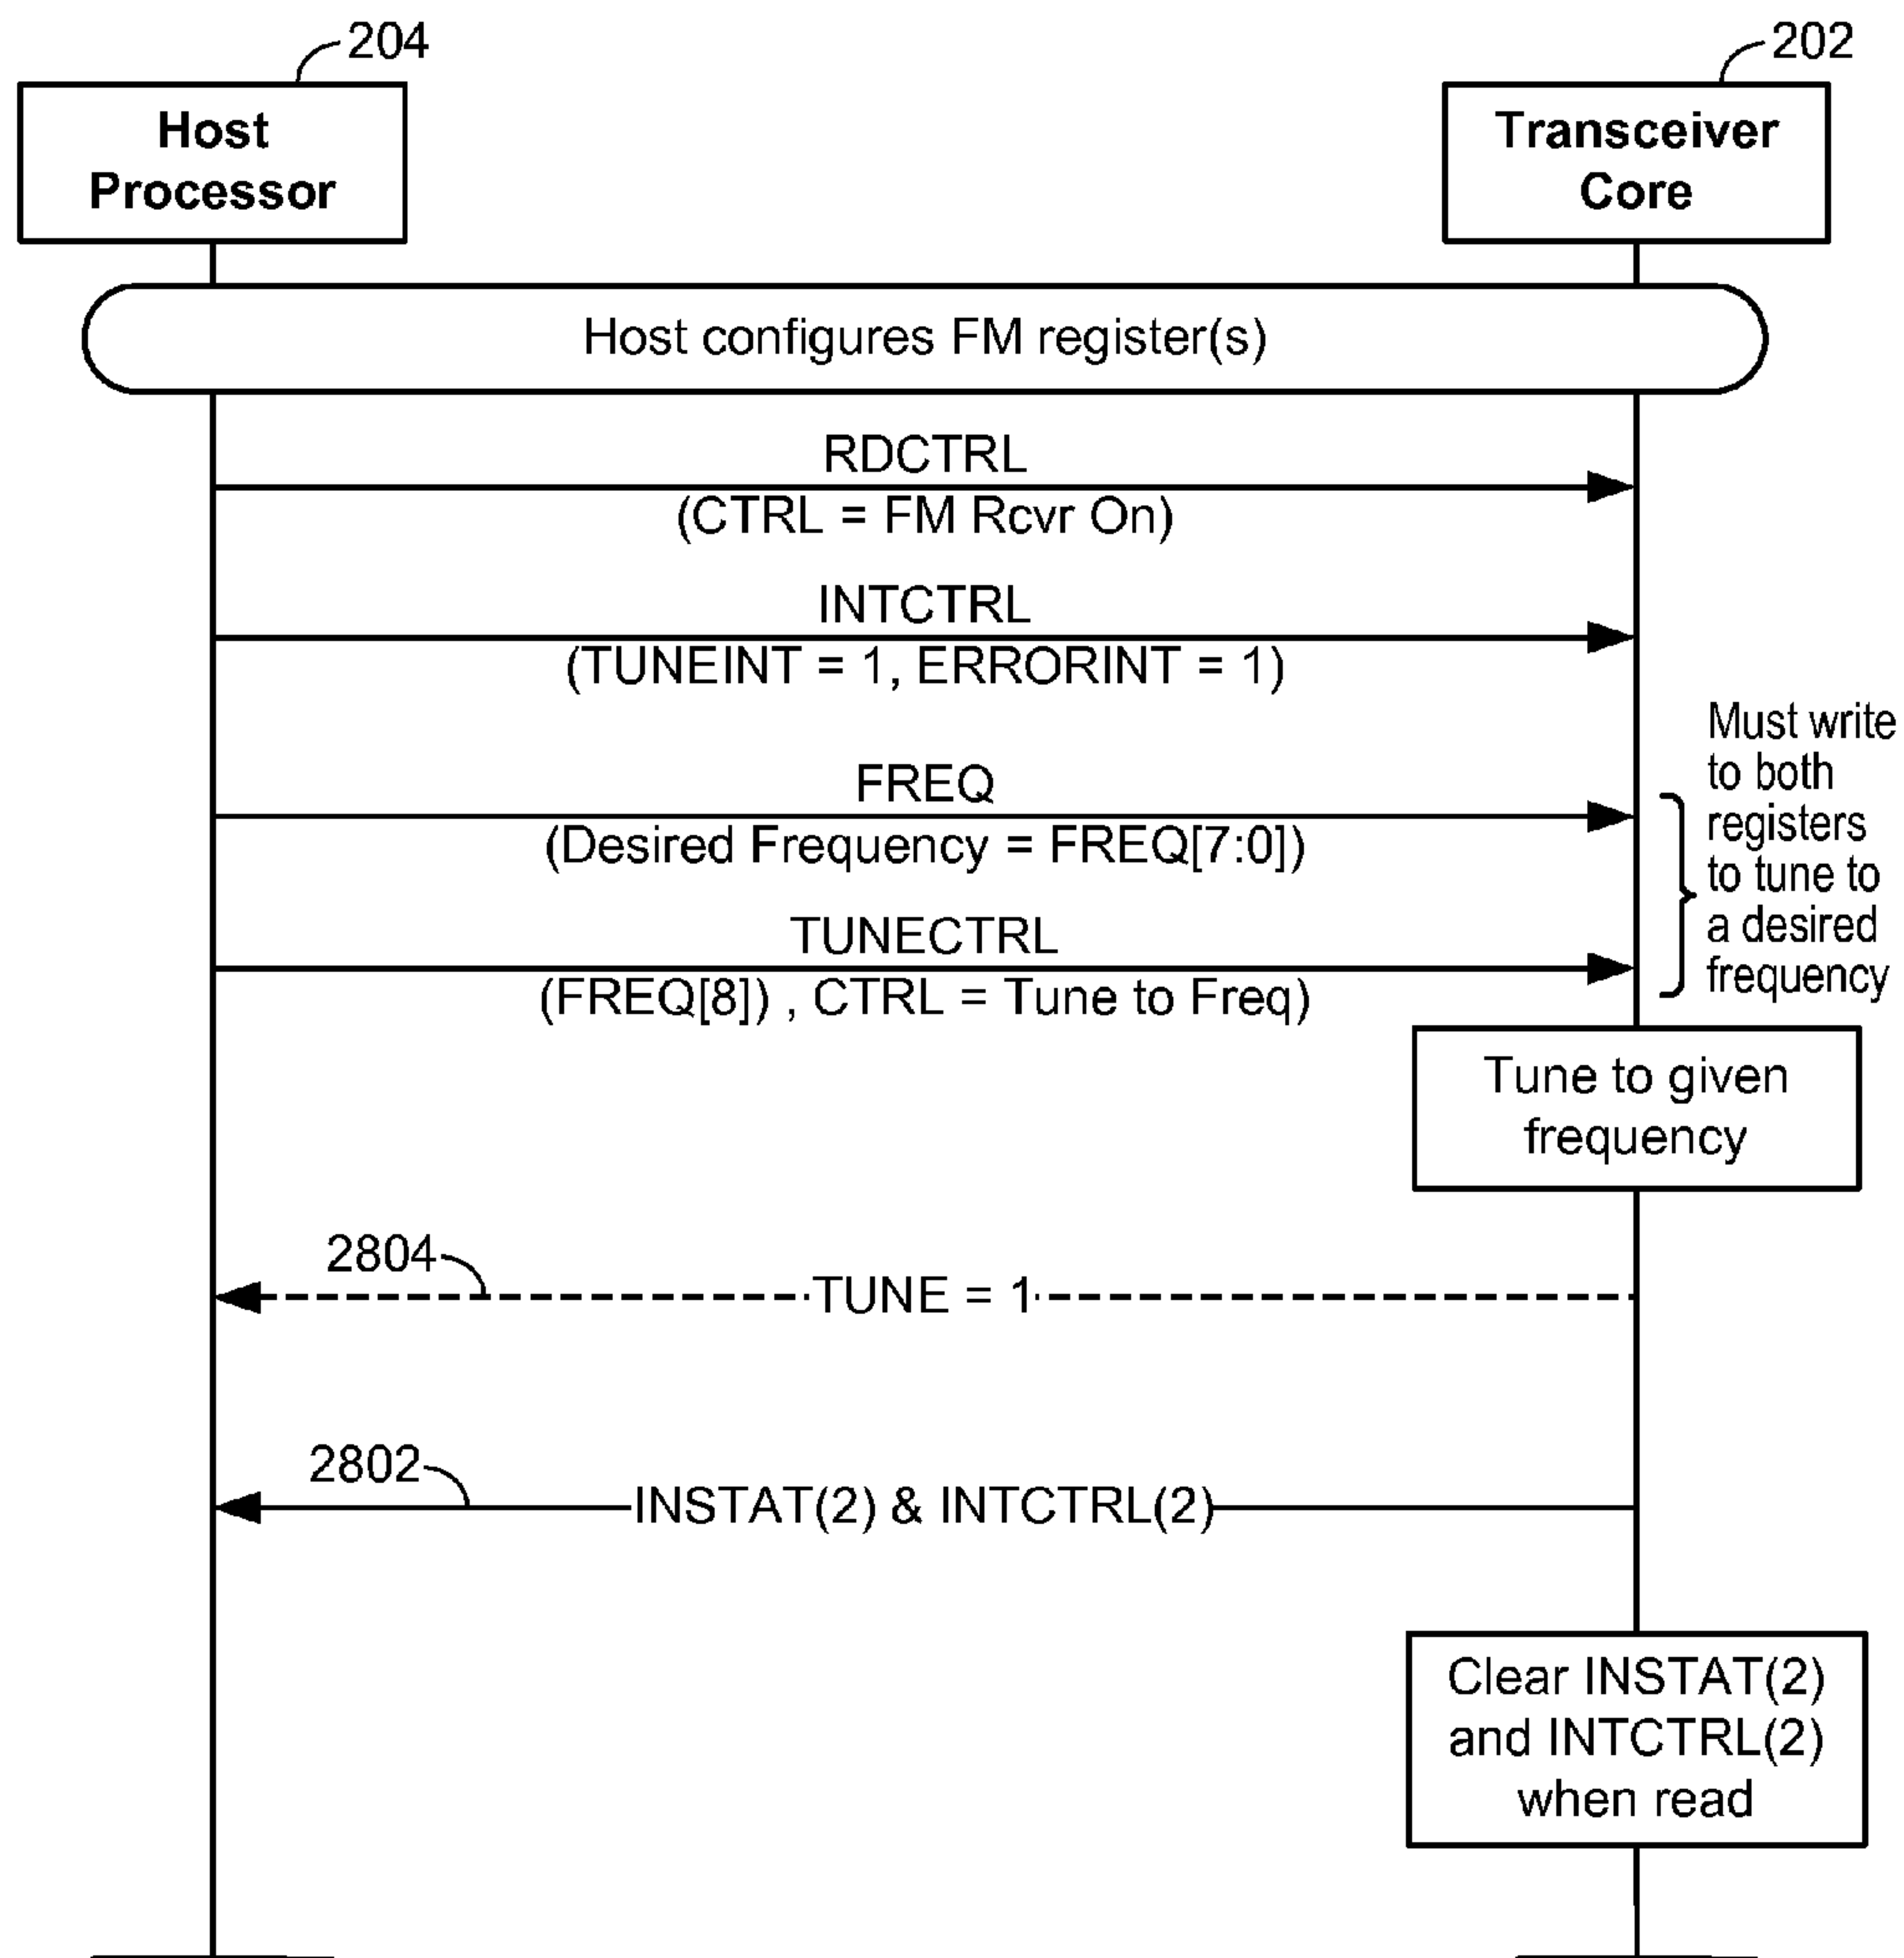 204
202
Host
Processor
Transceiver
Core
Host configures FM register(s)
RDCTRL
(CTRL = FM Rcvr On)
INTCTRL
(TUNEINT = 1, ERRORINT = 1)
FREQ
(Desired Frequency = FREQ[7:0])
TUNECTRL
(FREQ[8]) , CTRL = Tune to Freq)
Must write
to both
registers
to tune to
a desired
frequency
Tune to given
frequency
2804
TUNE = 1
2802
INSTAT(2) & INTCTRL(2)
Clear INSTAT(2)
and INTCTRL(2)
when read